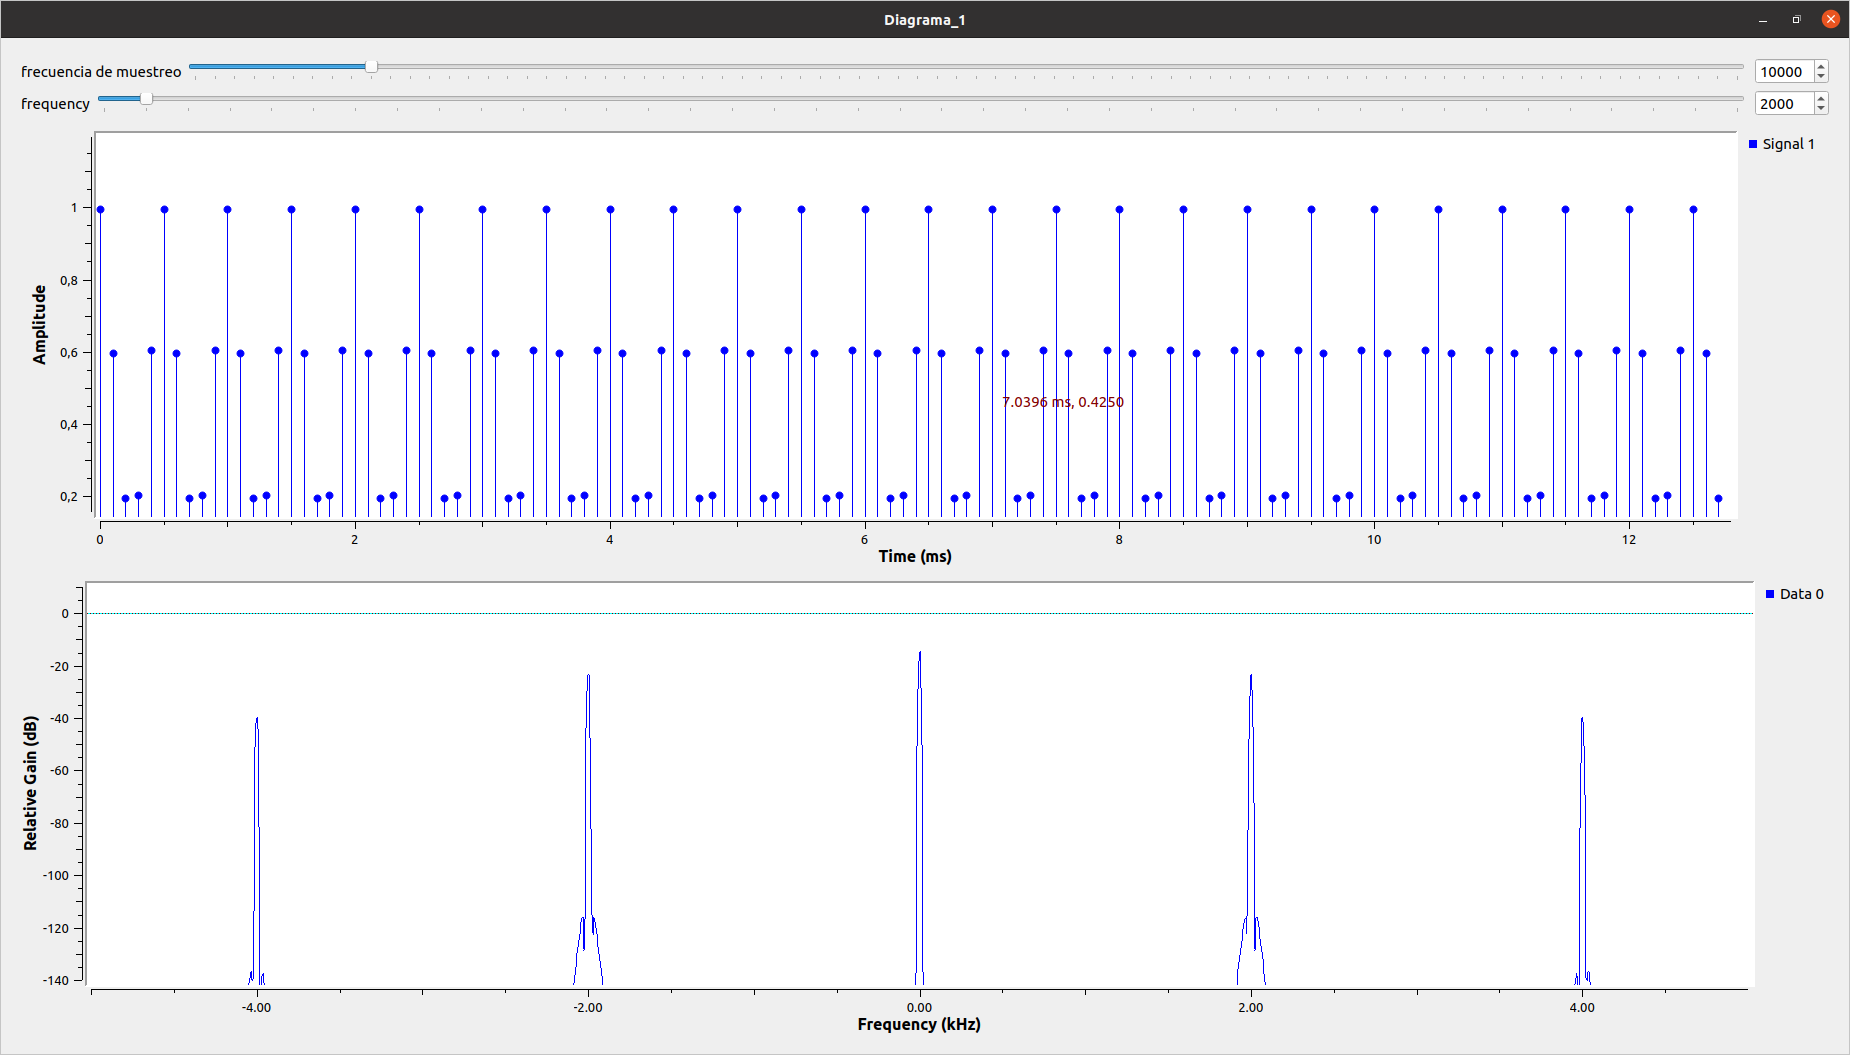 Diagrama_1
frecuencia de muestreo 10000
frequency 2000
Signal 1
Amplitude
1
0,8
0,6
0,4
0,2
7.0396 ms, 0.4250
0 2 4 6 8 10 12
Time (ms)
Data 0
Relative Gain (dB)
0
-20
-40
-60
-80
-100
-120
-140
-4.00 -2.00 0.00 2.00 4.00
Frequency (kHz)